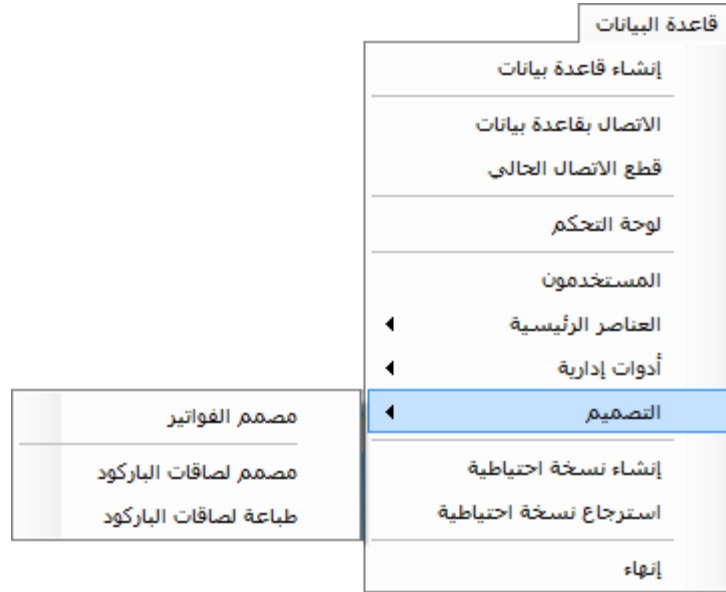 قاعدة البيانات
إنشاء قاعدة بيانات
الاتصال بقاعدة بيانات
قطع الاتصال الحالي
لوحة التحكم
المستخدمون
العناصر الرئيسية
أدوات إدارية
التصميم
مصمم الفواتير
مصمم لصاقات الباركود
طباعة لصاقات الباركود
إنشاء نسخة احتياطية
استرجاع نسخة احتياطية
إنهاء